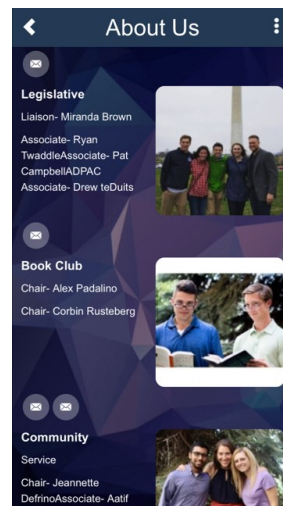 About Us
Legislative
Liaison- Miranda Brown
Associate- Ryan
TwaddleAssociate- Pat
CampbellADPAC
Associate- Drew teDuits
Book Club
Chair- Alex Padalino
Chair- Corbin Rusteberg
Community
Service
Chair- Jeannette
DefrinoAssociate- Aatif